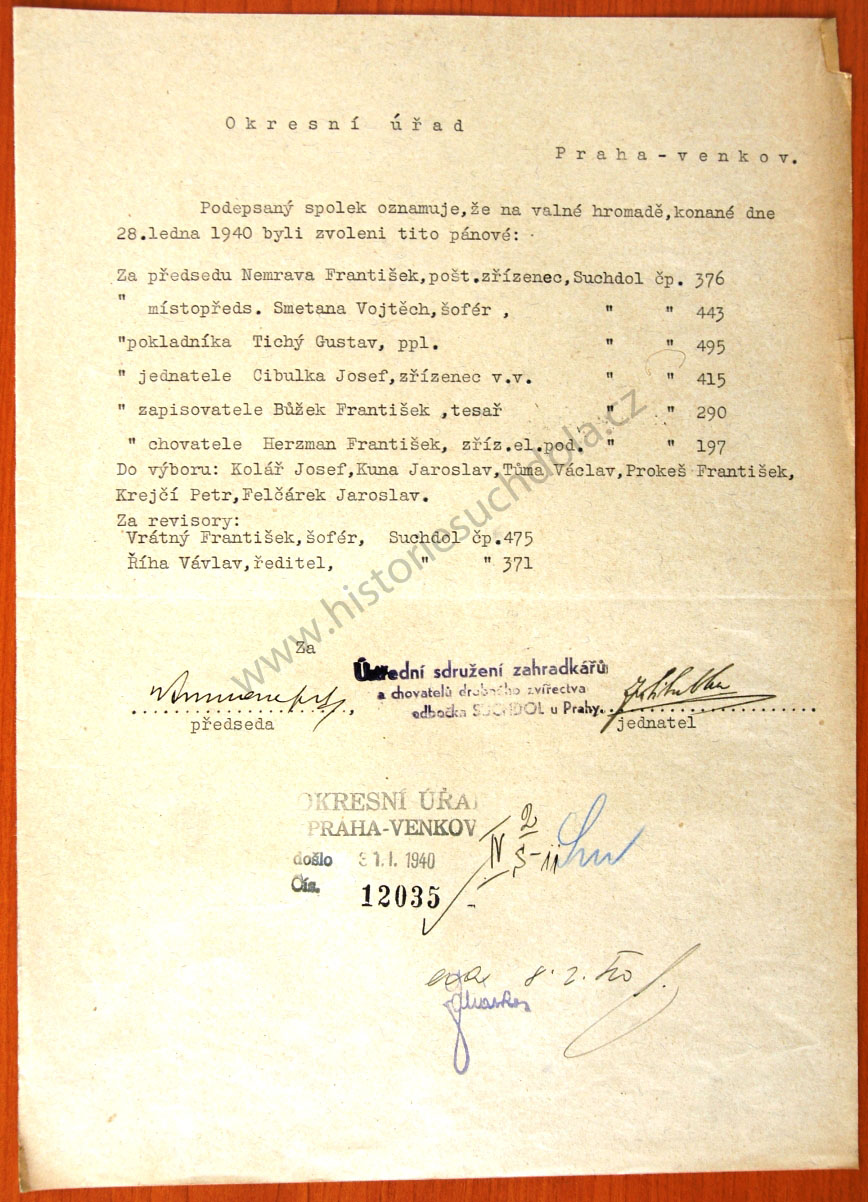 Okresní úřad
Praha-venkov.
Podepsaný spolek oznamuje,že na valné hromadě,konané dne
28.ledna 1940 byli zvoleni tito pánové:
Za předsedu Nemrava František,pošt.zřízenec,Suchdol čp. 376
" místopředs. Smetana Vojtěch,šofér , " " 443
"pokladníka Tichý Gustav, ppl. " " 495
" jednatele Cibulka Josef,zřízenec v.v. " " 415
" zapisovatele Bůžek František ,tesař " " 290
" chovatele Herzman František, zříz.el.pod. " " 197
Do výboru: Kolář Josef,Kuna Jaroslav,Tůma Václav,Prokeš František,
Krejčí Petr,Felčárek Jaroslav.
Za revisory:
Vrátný František,šofér, Suchdol čp.475
Říha Vávlav,ředitel, " " 371
www.historiesuchdpla.cz
Za
Ústřední sdružení zahradkářů
a chovatelů drobného zvířectva
odbočka SUCHDOL u Prahy.
předseda
jednatel
OKRESNÍ ÚŘAD
PRAHA-VENKOV
došlo 31.I. 1940
Čís. 12035
8.2.40